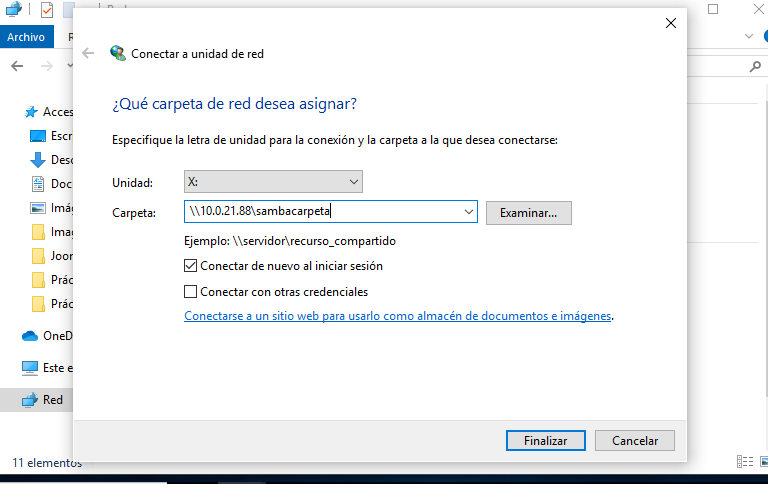 Archivo
Conectar a unidad de red
¿Qué carpeta de red desea asignar?
Acces
Especifique la letra de unidad para la conexión y la carpeta a la que desea conectarse:
Escri
Desc
Unidad: X:
Doc
Carpeta: \\10.0.21.88\sambacarpeta Examinar...
Imág
Imag
Ejemplo: \\servidor\recurso_compartido
Joon
Conectar de nuevo al iniciar sesión
Prác
Conectar con otras credenciales
Prác
Conectarse a un sitio web para usarlo como almacén de documentos e imágenes.
OneD
Este e
Red
Finalizar Cancelar
11 elementos